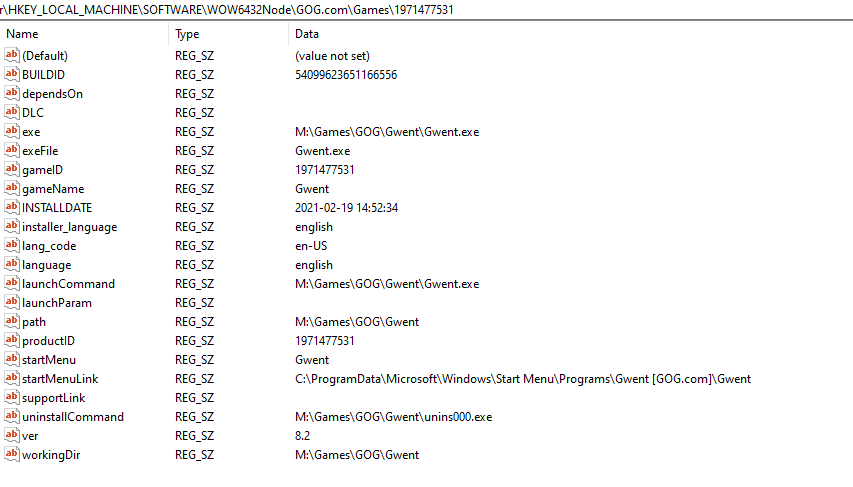 r\HKEY_LOCAL_MACHINE\SOFTWARE\WOW6432Node\GOG.com\Games\1971477531
Name Type Data
ab (Default) REG_SZ (value not set)
ab BUILDID REG_SZ 54099623651166556
ab dependsOn REG_SZ
ab DLC REG_SZ
ab exe REG_SZ M:\Games\GOG\Gwent\Gwent.exe
ab exeFile REG_SZ Gwent.exe
ab gameID REG_SZ 1971477531
ab gameName REG_SZ Gwent
ab INSTALLDATE REG_SZ 2021-02-19 14:52:34
ab installer_language REG_SZ english
ab lang_code REG_SZ en-US
ab language REG_SZ english
ab launchCommand REG_SZ M:\Games\GOG\Gwent\Gwent.exe
ab launchParam REG_SZ
ab path REG_SZ M:\Games\GOG\Gwent
ab productID REG_SZ 1971477531
ab startMenu REG_SZ Gwent
ab startMenuLink REG_SZ C:\ProgramData\Microsoft\Windows\Start Menu\Programs\Gwent [GOG.com]\Gwent
ab supportLink REG_SZ
ab uninstallCommand REG_SZ M:\Games\GOG\Gwent\unins000.exe
ab ver REG_SZ 8.2
ab workingDir REG_SZ M:\Games\GOG\Gwent